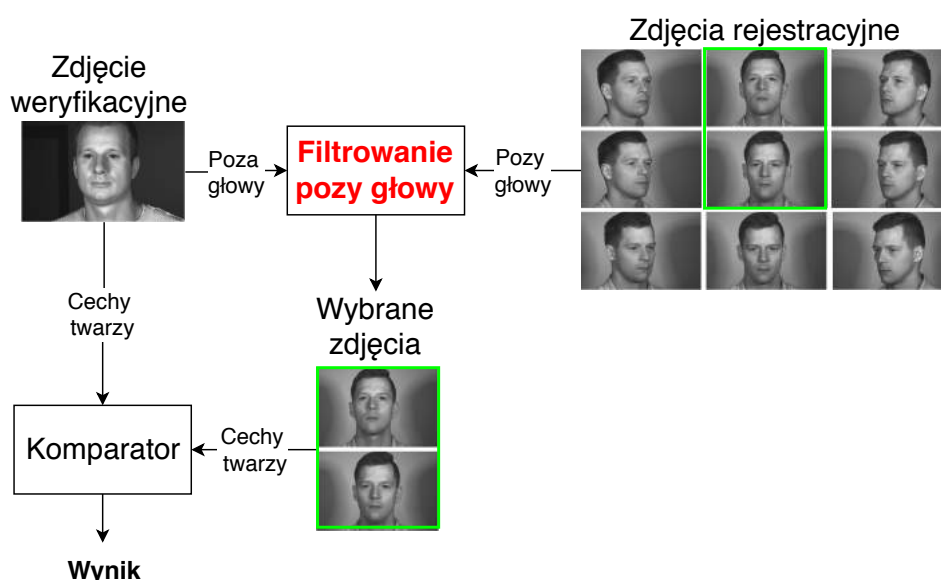 Zdjęcia rejestracyjne
Zdjęcie
weryfikacyjne
Poza
głowy
Filtrowanie
pozy głowy
Pozy
głowy
Cechy
twarzy
Wybrane
zdjęcia
Komparator
Cechy
twarzy
Wynik